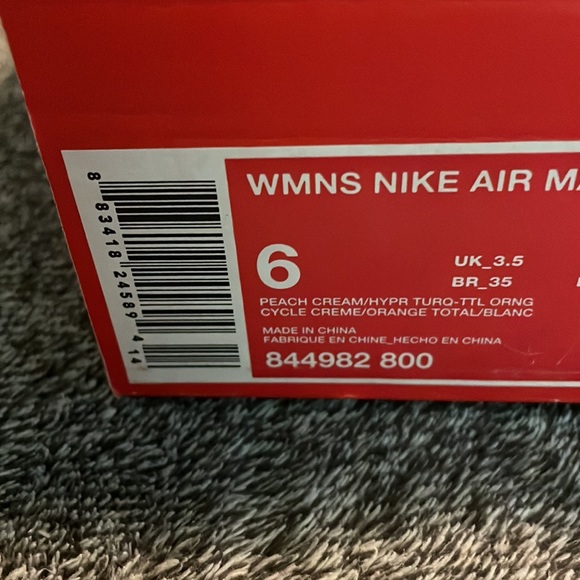 WMNS NIKE AIR MA
6
UK_3.5
BR_35
PEACH CREAM/HYPR TURQ-TTL ORNG
CYCLE CREME/ORANGE TOTAL/BLANC
MADE IN CHINA
FABRIQUE EN CHINE_HECHO EN CHINA
844982 800
8 83418 24589 4 14